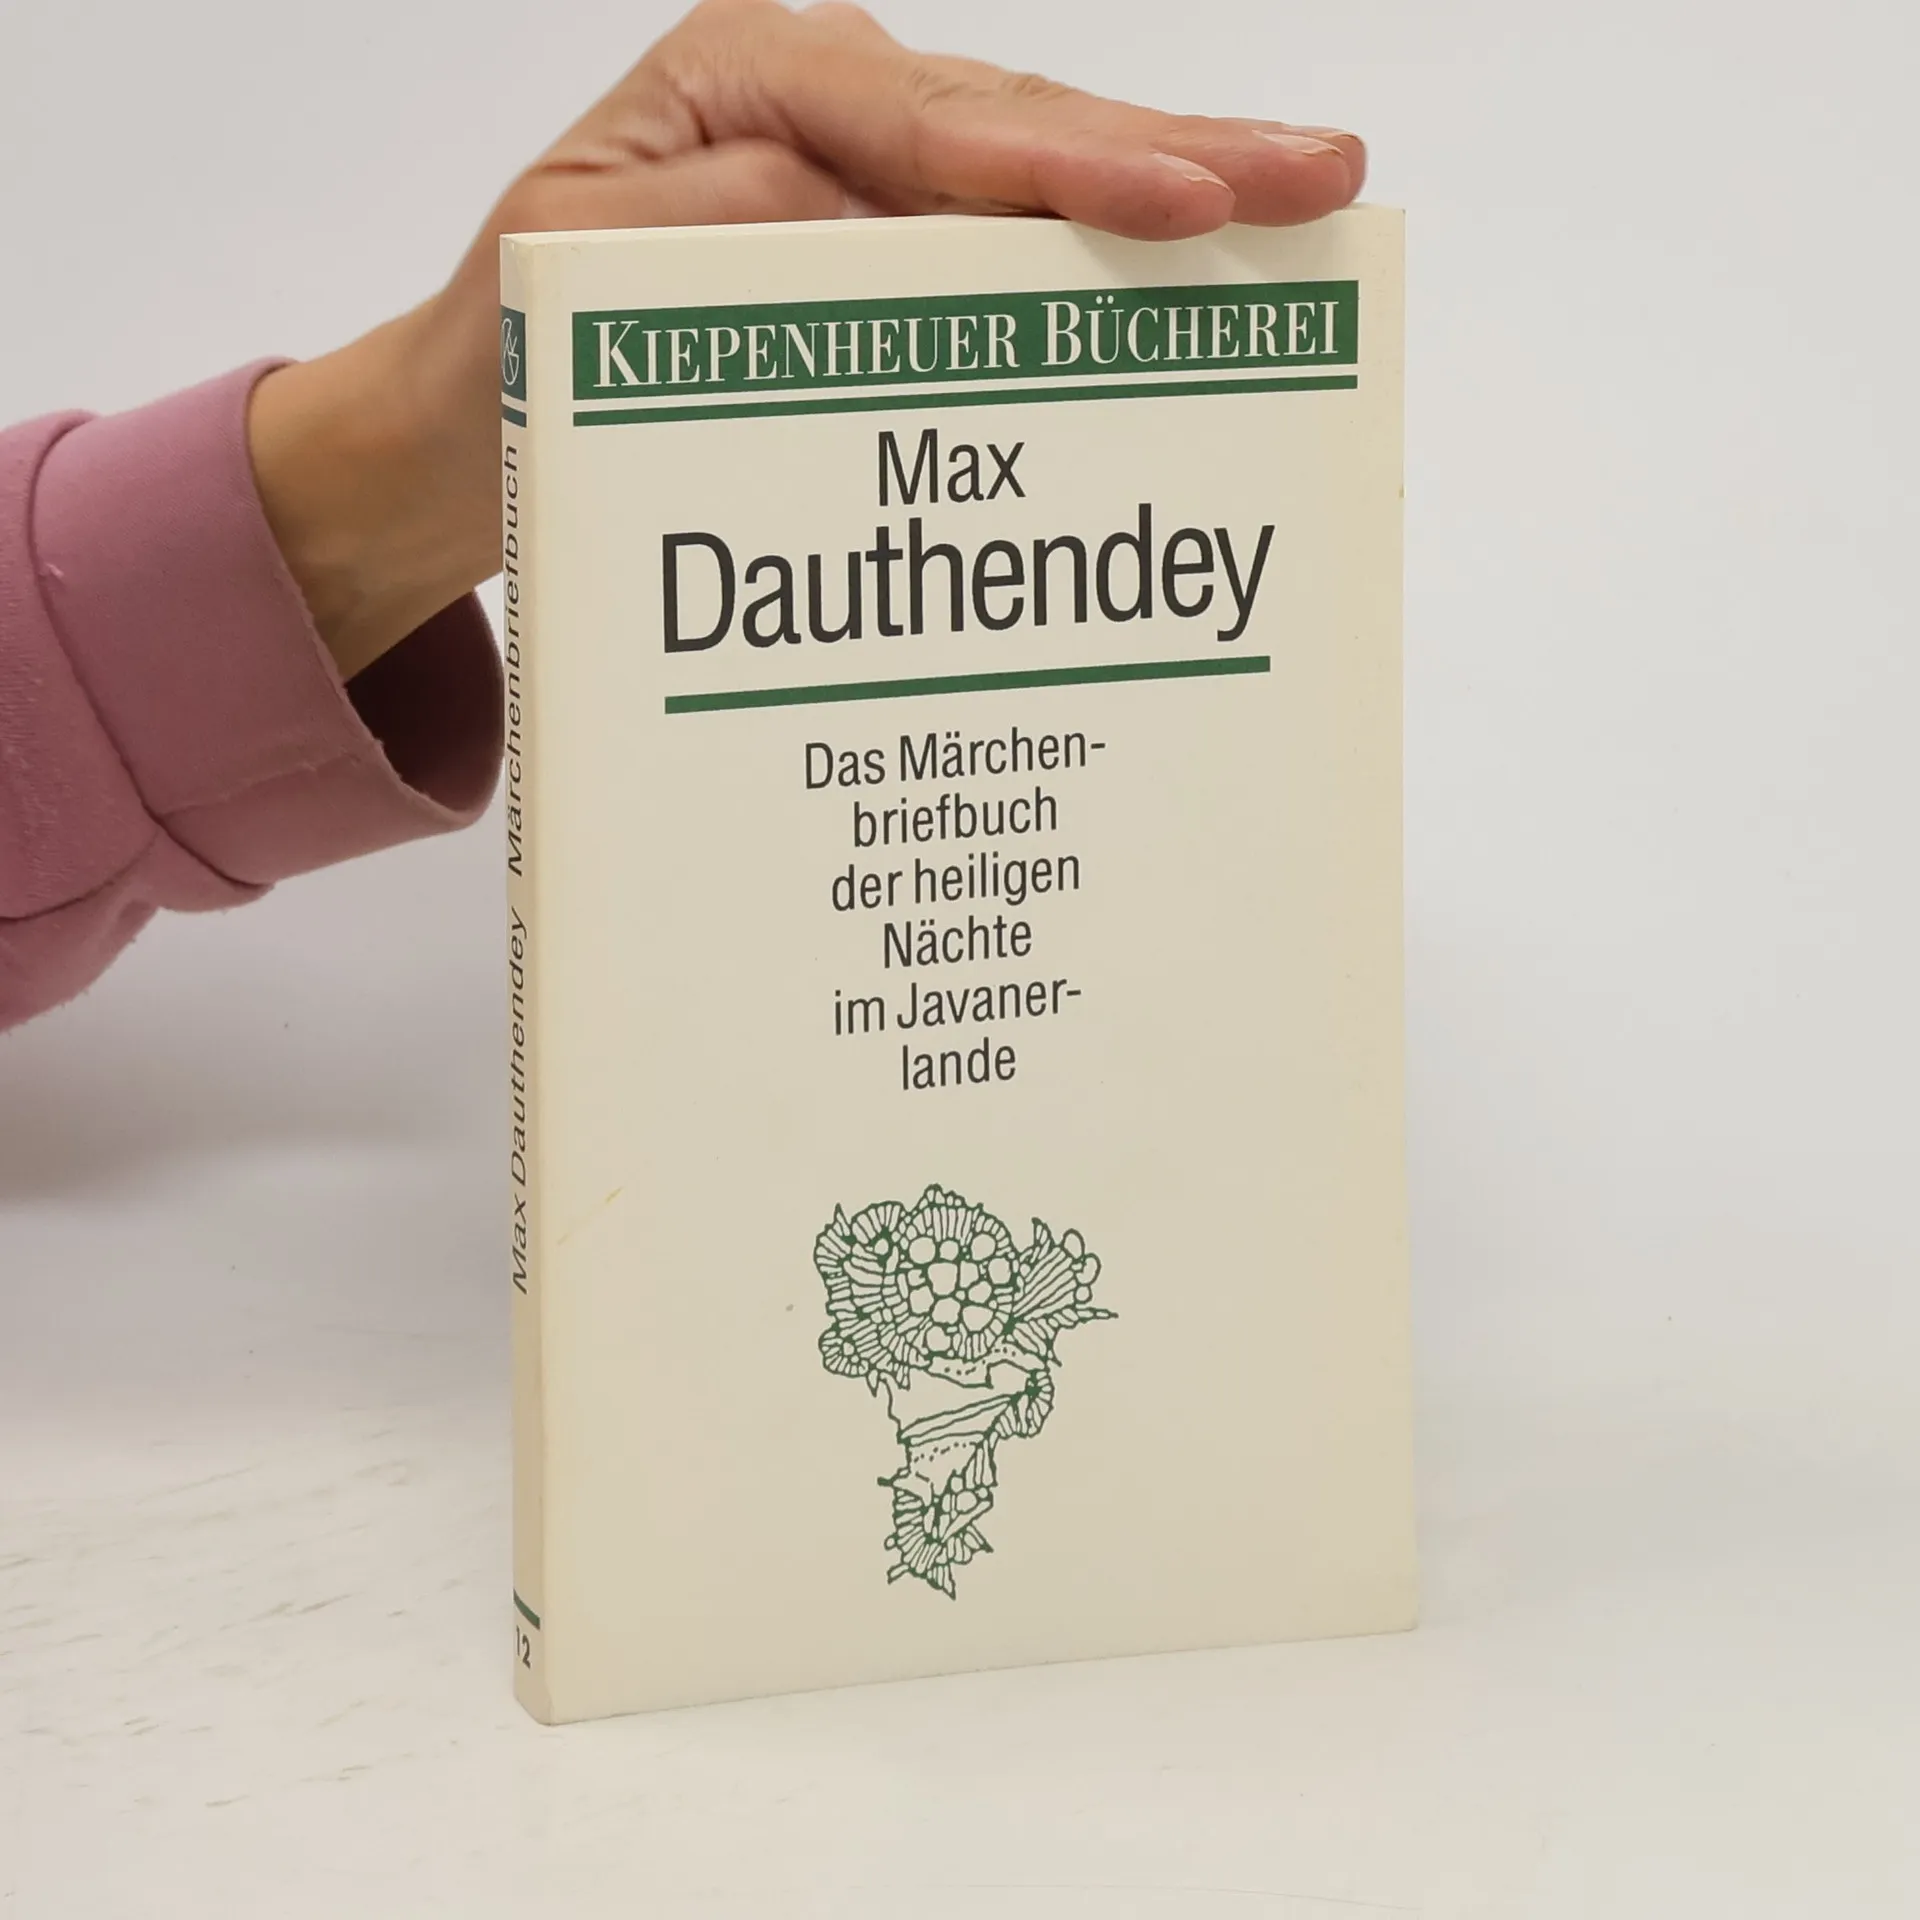 KIEPENHEUER BÜCHEREI
Max
Dauthendey
Das Märchen-
briefbuch
der heiligen
Nächte
im Javaner-
lande
Max Dauthendey Märchenbriefbuch
12